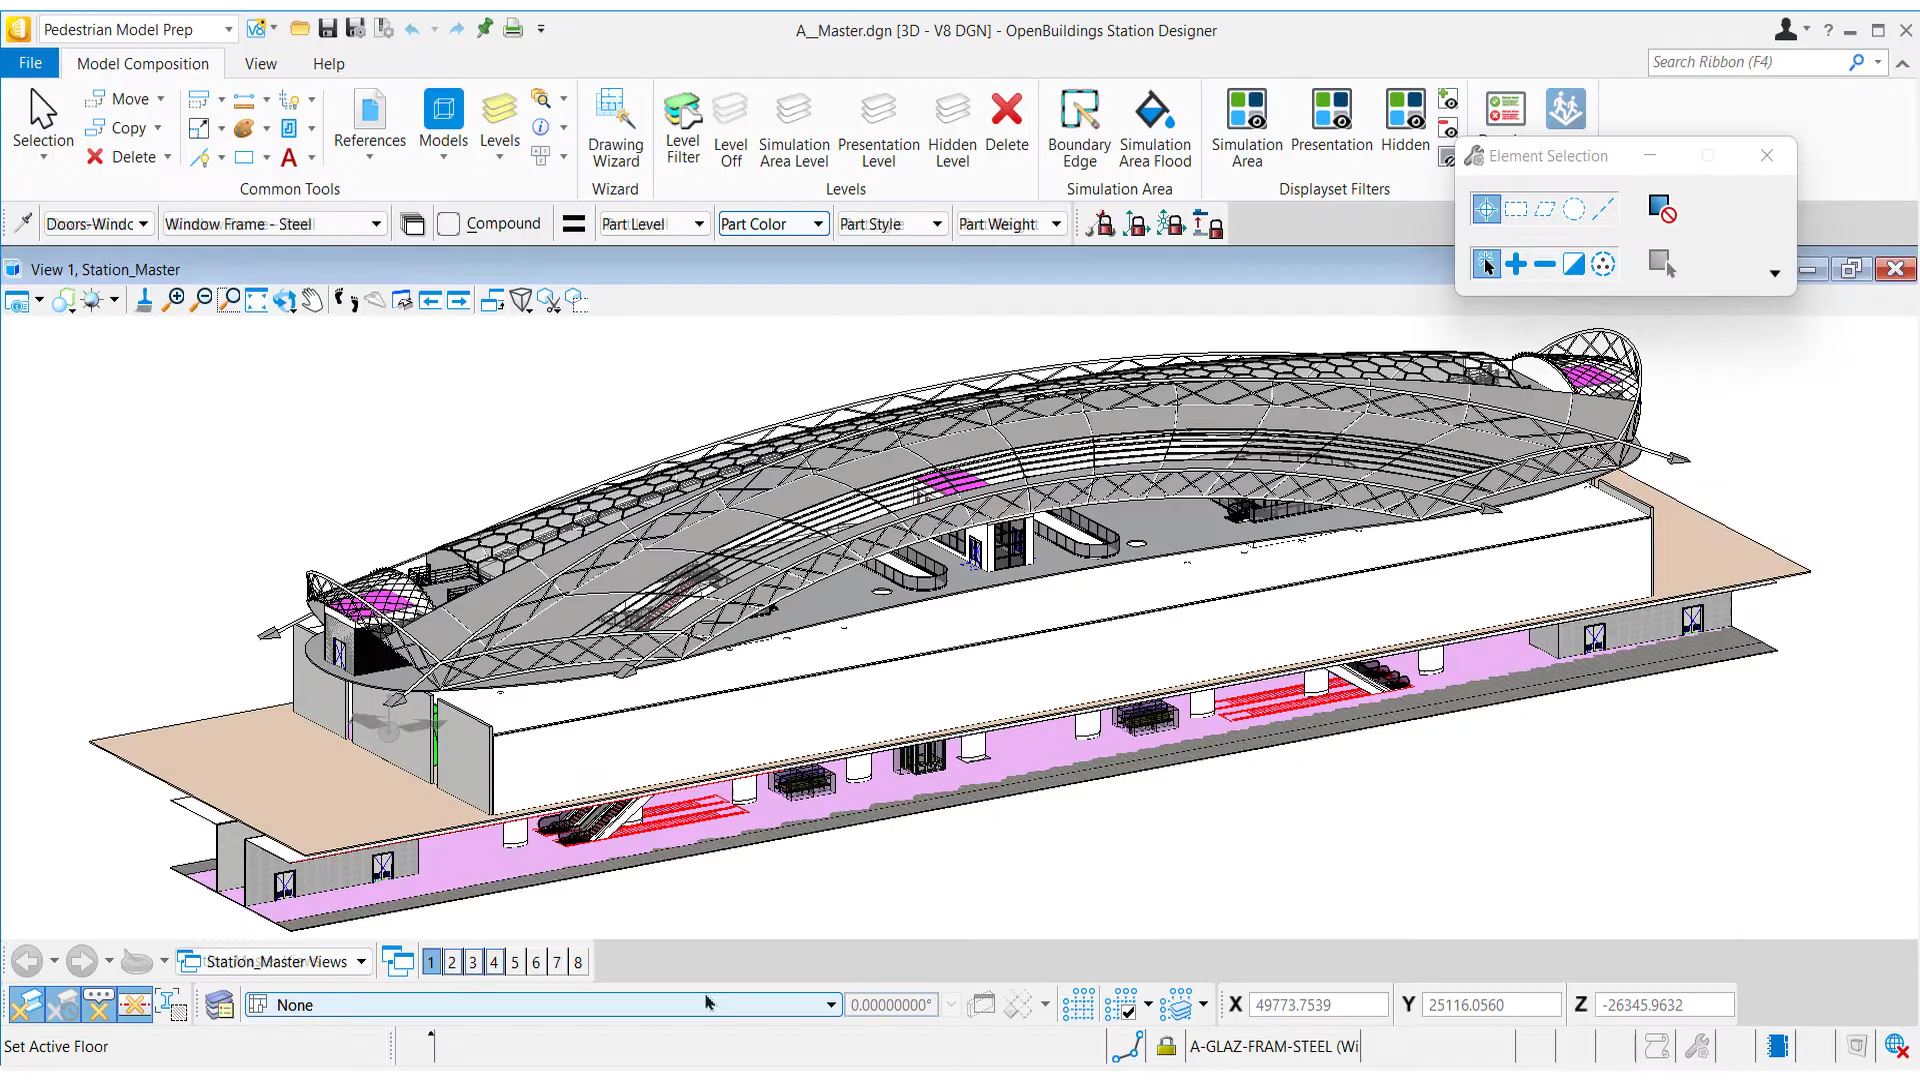 Pedestrian Model Prep
A__Master.dgn [3D - V8 DGN] - OpenBuildings Station Designer
File
Model Composition
View
Help
Search Ribbon (F4)
Selection
Move
Copy
Delete
References
Models
Levels
Common Tools
Drawing Wizard
Wizard
Level Filter
Level Off
Simulation Area Level
Presentation Level
Hidden Level
Delete
Levels
Boundary Edge
Simulation Area Flood
Simulation Area
Simulation Area
Presentation
Hidden
Displayset Filters
Element Selection
Doors-Windc
Window Frame - Steel
Compound
Part Level
Part Color
Part Style
Part Weight
View 1, Station_Master
Station_Master Views
1 2 3 4 5 6 7 8
None
0.00000000°
X 49773.7539
Y 25116.0560
Z -26345.9632
Set Active Floor
A-GLAZ-FRAM-STEEL (Wi